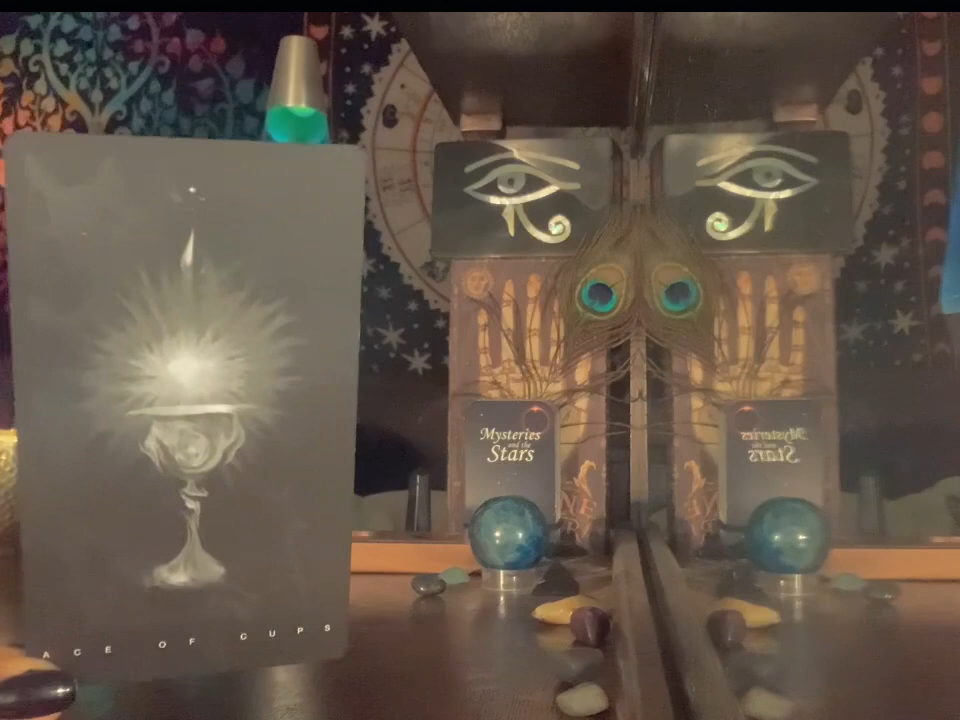 ACE OF CUPS
Mysteries
and the
Stars
Mysteries
and the
Stars